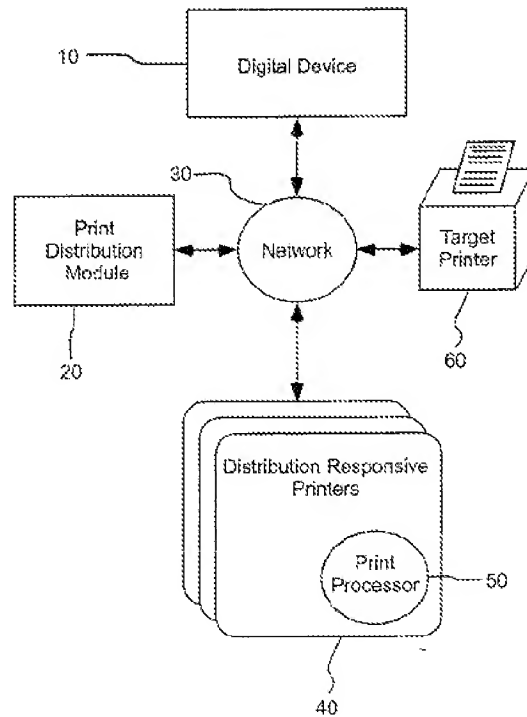 10
Digital Device
30
Print
Distribution
Module
Network
Target
Printer
20
60
Distribution Responsive
Printers
Print
Processor
50
40